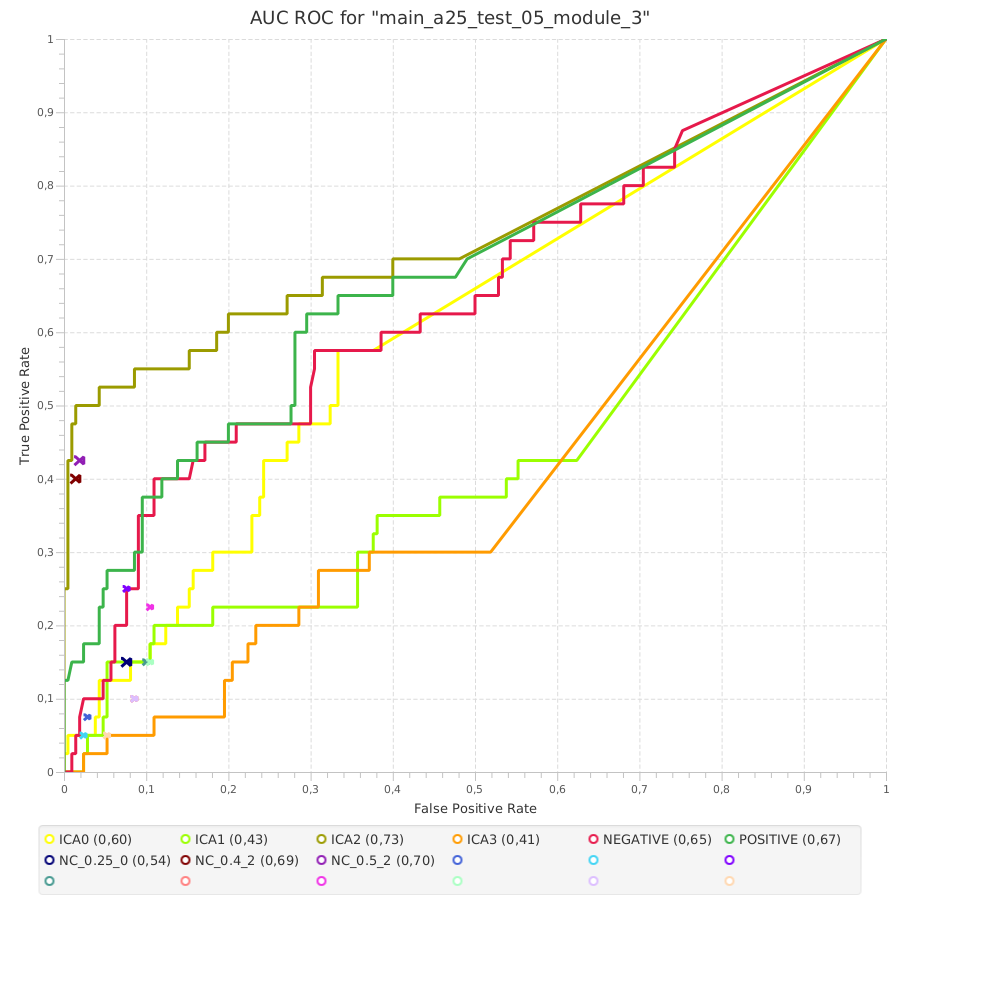 AUC ROC for "main_a25_test_05_module_3"
1
0,9
0,8
0,7
0,6
0,5
0,4
0,3
0,2
0,1
0
True Positive Rate
0 0,1 0,2 0,3 0,4 0,5 0,6 0,7 0,8 0,9 1
False Positive Rate
ICA0 (0,60) ICA1 (0,43) ICA2 (0,73) ICA3 (0,41) NEGATIVE (0,65) POSITIVE (0,67)
NC_0.25_0 (0,54) NC_0.4_2 (0,69) NC_0.5_2 (0,70)